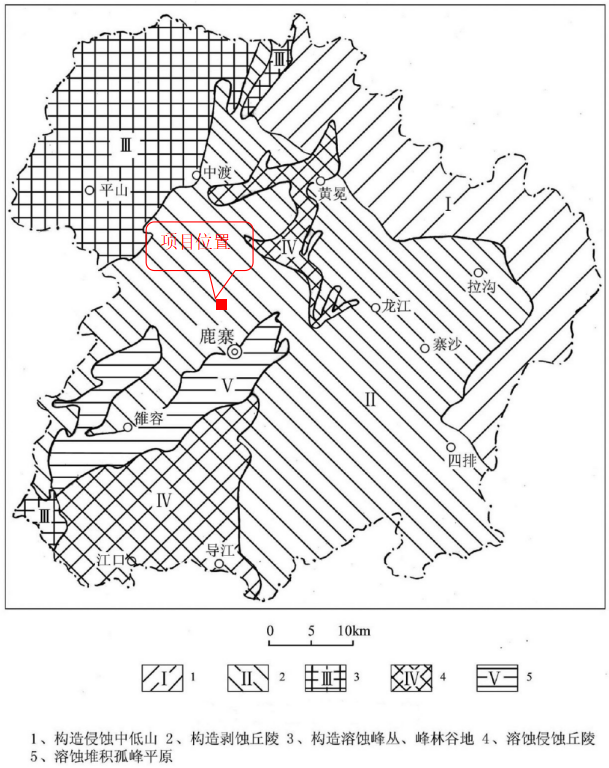 Ⅲ
Ⅲ
中渡
平山
黄冕
Ⅰ
项目位置
Ⅳ
拉沟
龙江
鹿寨
寨沙
Ⅴ
Ⅱ
雒容
四排
Ⅳ
Ⅲ
江口
导江
0 5 10km
Ⅰ 1 Ⅱ 2 Ⅲ 3 Ⅳ 4 Ⅴ 5
1、构造侵蚀中低山 2、构造剥蚀丘陵 3、构造溶蚀峰丛、峰林谷地 4、溶蚀侵蚀丘陵
5、溶蚀堆积孤峰平原